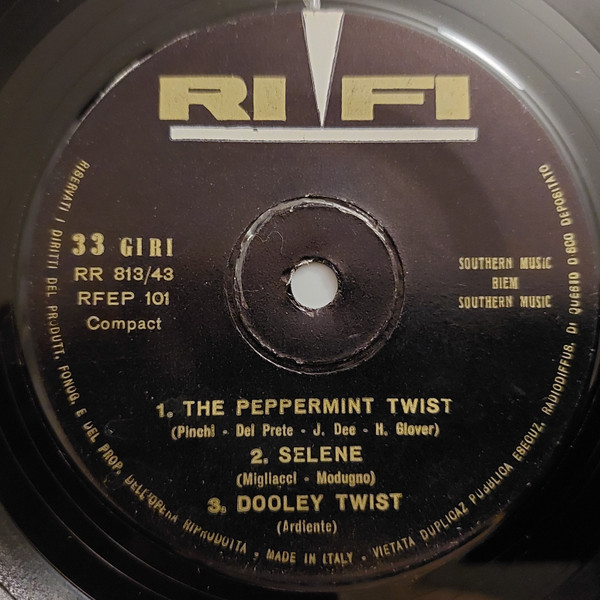 RI FI
33 GIRI
RR 813/43
RFEP 101
Compact
SOUTHERN MUSIC
BIEM
SOUTHERN MUSIC
1. THE PEPPERMINT TWIST
(Pinchi - Del Prete - J. Dee - H. Glover)
2. SELENE
(Migliacci - Modugno)
3. DOOLEY TWIST
(Ardiente)
RISERVATI I DIRITTI DEL PRODUTT. FONOG. E DEL PROP. DELL'OPERA RIPRODOTTA • MADE IN ITALY • VIETATA DUPLICAZ PUBBLICA ESECUZ. RADIODIFFUS. DI QUESTO DISCO DEPOSITATO